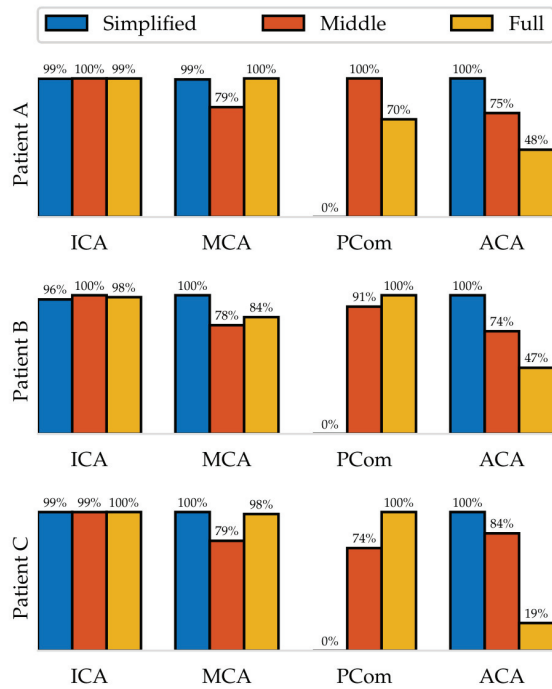 Simplified Middle Full
99% 100% 99% 99% 79% 100% 0% 100% 70% 100% 75% 48%
Patient A
ICA MCA PCom ACA
96% 100% 98% 100% 78% 84% 0% 91% 100% 100% 74% 47%
Patient B
ICA MCA PCom ACA
99% 99% 100% 100% 79% 98% 0% 74% 100% 100% 84% 19%
Patient C
ICA MCA PCom ACA